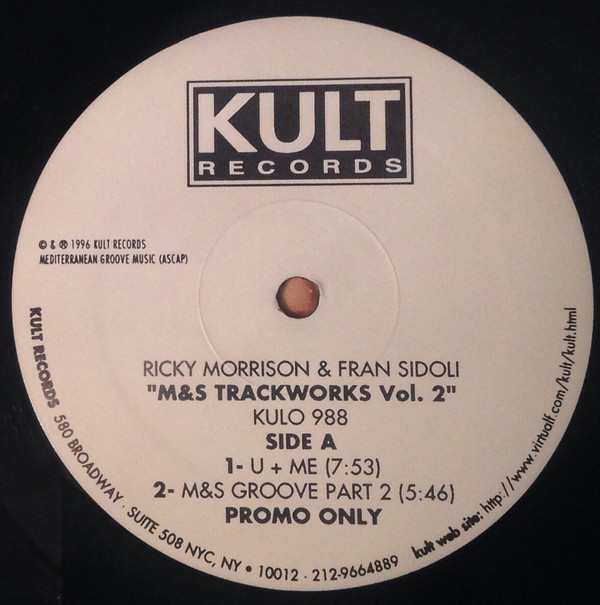 KULT
RECORDS
© & ℗ 1996 KULT RECORDS
MEDITERRANEAN GROOVE MUSIC (ASCAP)
RICKY MORRISON & FRAN SIDOLI
"M&S TRACKWORKS Vol. 2"
KULO 988
SIDE A
1- U + ME (7:53)
2- M&S GROOVE PART 2 (5:46)
PROMO ONLY
KULT RECORDS 580 BROADWAY · SUITE 508 NYC, NY • 10012 · 212-9664889 kult web site: http://www.virtualf.com/kult/kult.html